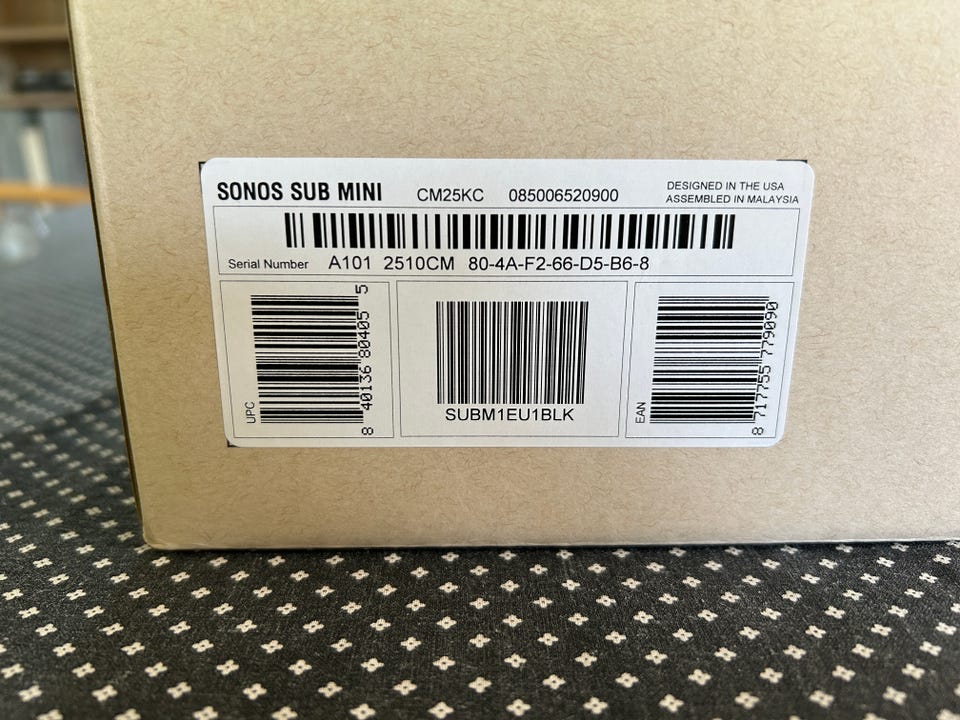 SONOS SUB MINI CM25KC 085006520900 DESIGNED IN THE USA
ASSEMBLED IN MALAYSIA
Serial Number A101 2510CM 80-4A-F2-66-D5-B6-8
UPC
8 40136 80405 5
SUBM1EU1BLK
EAN
8 717755 779090